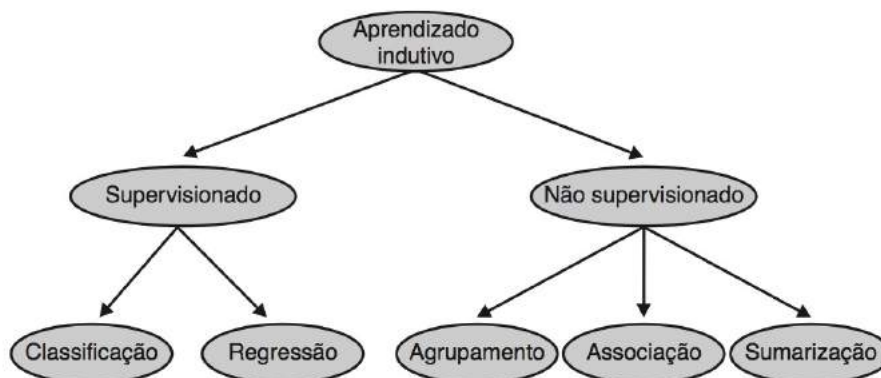 Aprendizado
indutivo
Supervisionado
Não supervisionado
Classificação
Regressão
Agrupamento
Associação
Sumarização